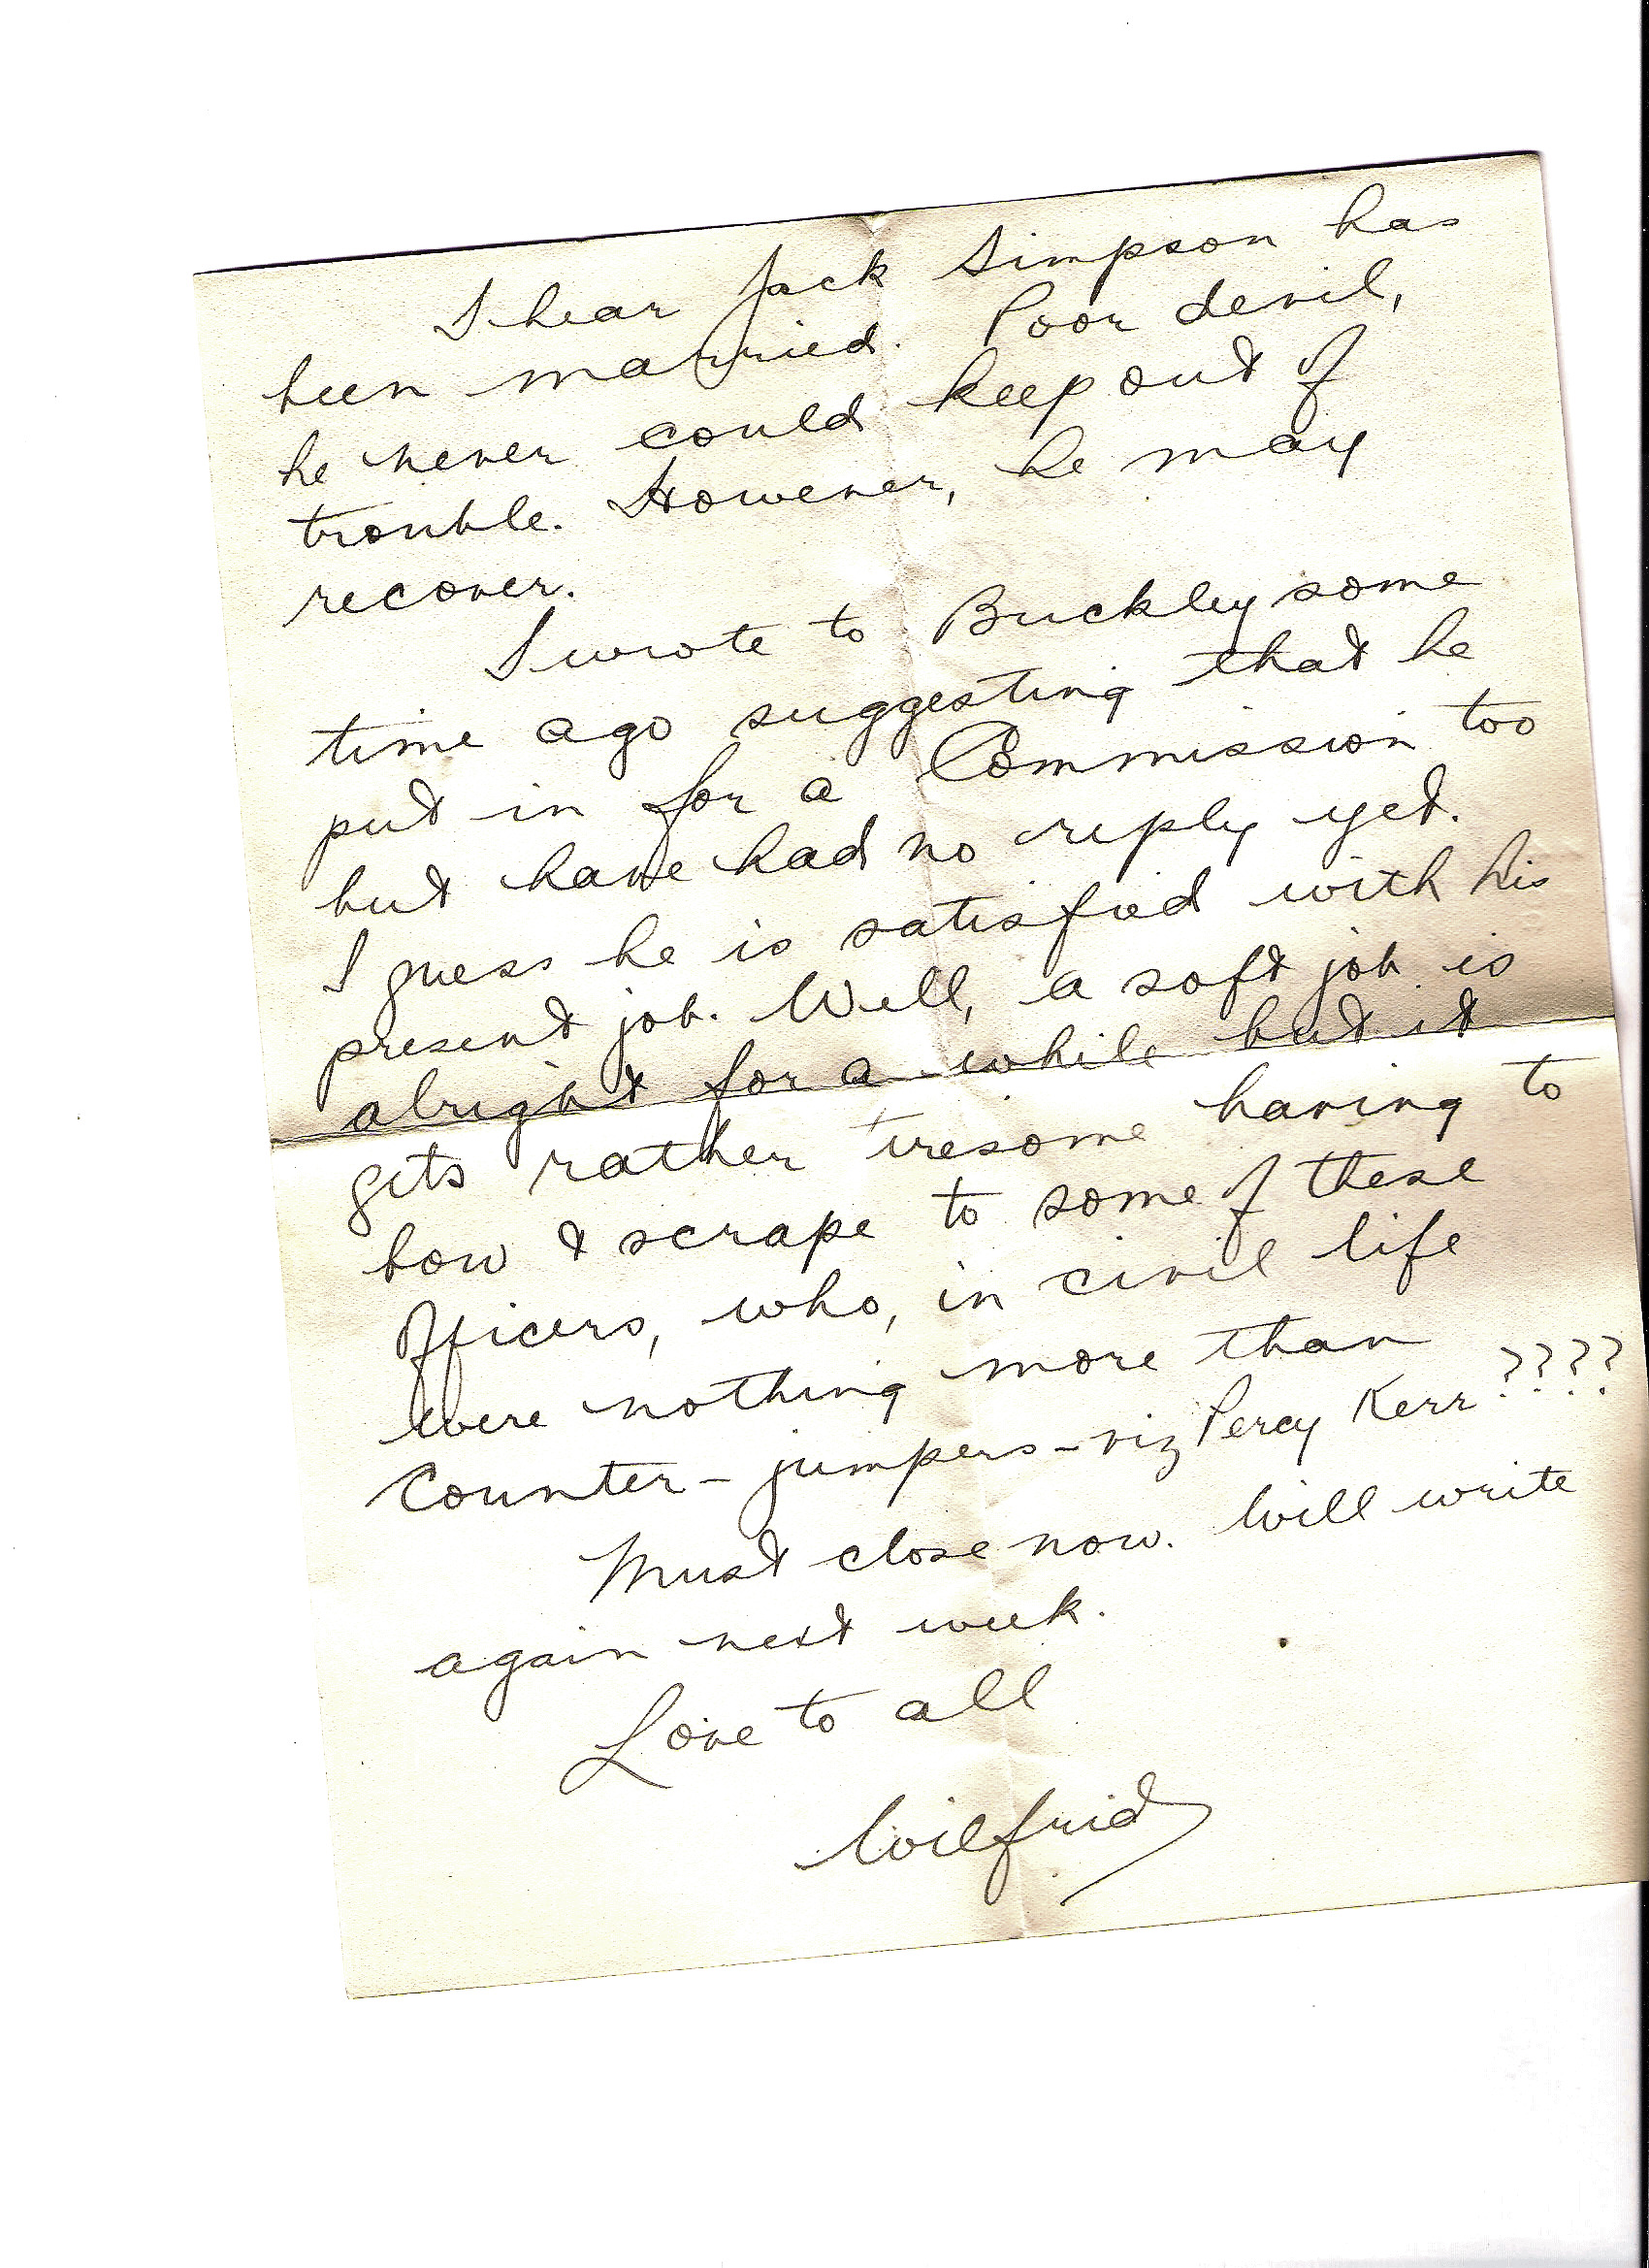 I hear Jack Simpson has
been married. Poor devil,
he never could keep out of
trouble. However, he may
recover.
I wrote to Buckley some
time ago suggesting that he
put in for a Commission too
but have had no reply yet.
I guess he is satisfied with his
present job. Well, a soft job is
alright for a while but it
gets rather tiresome having to
bow & scrape to some of these
Officers, who, in civil life
were nothing more than
Counter-jumpers - viz Percy Kerr????
Must close now. Will write
again next week.
Love to all
Wilfrid